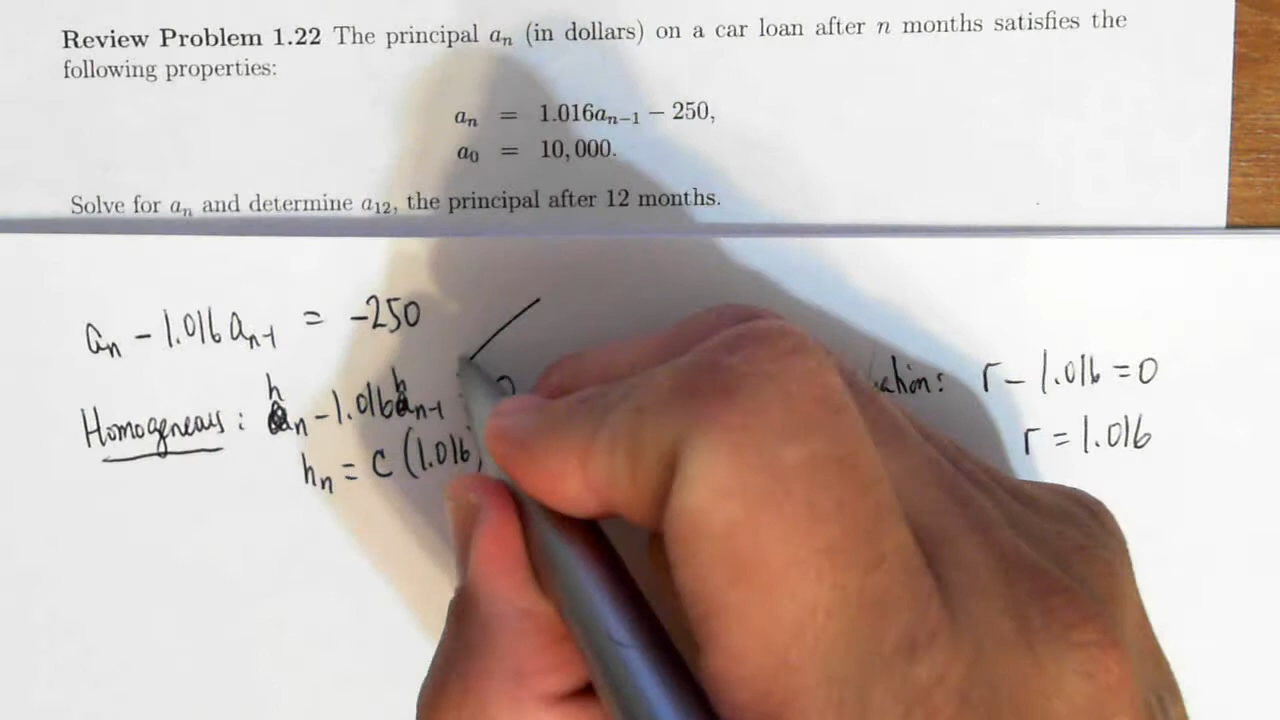 Review Problem 1.22 The principal aₙ (in dollars) on a car loan after n months satisfies the
following properties:
aₙ = 1.016aₙ₋₁ − 250,
a₀ = 10,000.
Solve for aₙ and determine a₁₂, the principal after 12 months.
aₙ − 1.016aₙ₋₁ = −250
Homogeneous: hₙ − 1.016hₙ₋₁
r − 1.016 = 0
hₙ = C(1.016)
r = 1.016